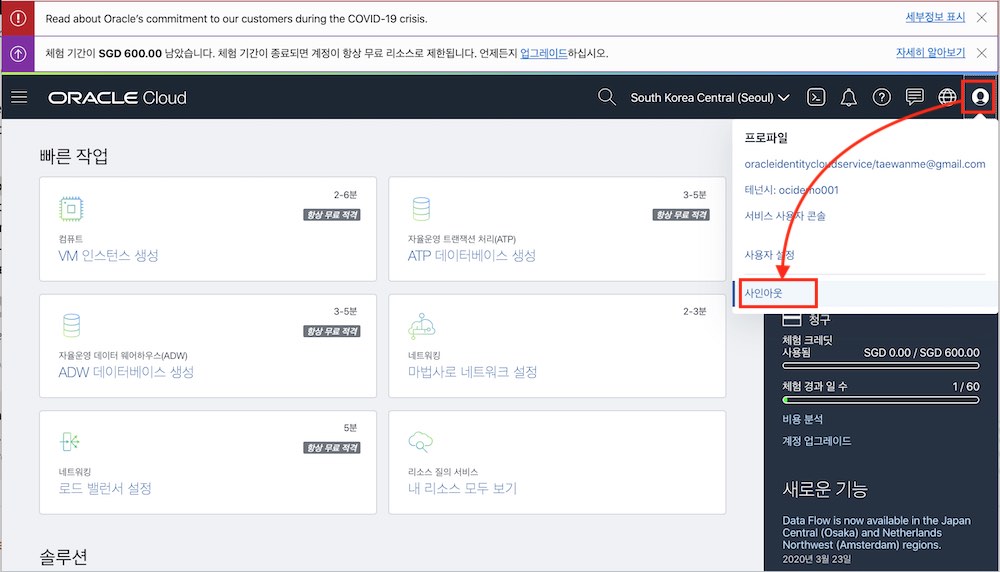 Read about Oracle's commitment to our customers during the COVID-19 crisis.
세부정보 표시
체험 기간이 SGD 600.00 남았습니다. 체험 기간이 종료되면 계정이 항상 무료 리소스로 제한됩니다. 언제든지 업그레이드하십시오.
자세히 알아보기
ORACLE Cloud
South Korea Central (Seoul)
프로파일
oracleidentitycloudservice/taewanme@gmail.com
테넌시: ocidemo001
서비스 사용자 콘솔
사용자 설정
사인아웃
빠른 작업
2-6분
항상 무료 적격
컴퓨트
VM 인스턴스 생성
3-5분
항상 무료 적격
자율운영 트랜잭션 처리(ATP)
ATP 데이터베이스 생성
3-5분
항상 무료 적격
자율운영 데이터 웨어하우스(ADW)
ADW 데이터베이스 생성
2-3분
네트워킹
마법사로 네트워크 설정
5분
항상 무료 적격
네트워킹
로드 밸런서 설정
리소스 질의 서비스
내 리소스 모두 보기
솔루션
청구
체험 크레딧
사용됨
SGD 0.00 / SGD 600.00
체험 경과 일 수
1 / 60
비용 분석
계정 업그레이드
새로운 기능
Data Flow is now available in the Japan
Central (Osaka) and Netherlands
Northwest (Amsterdam) regions.
2020년 3월 23일